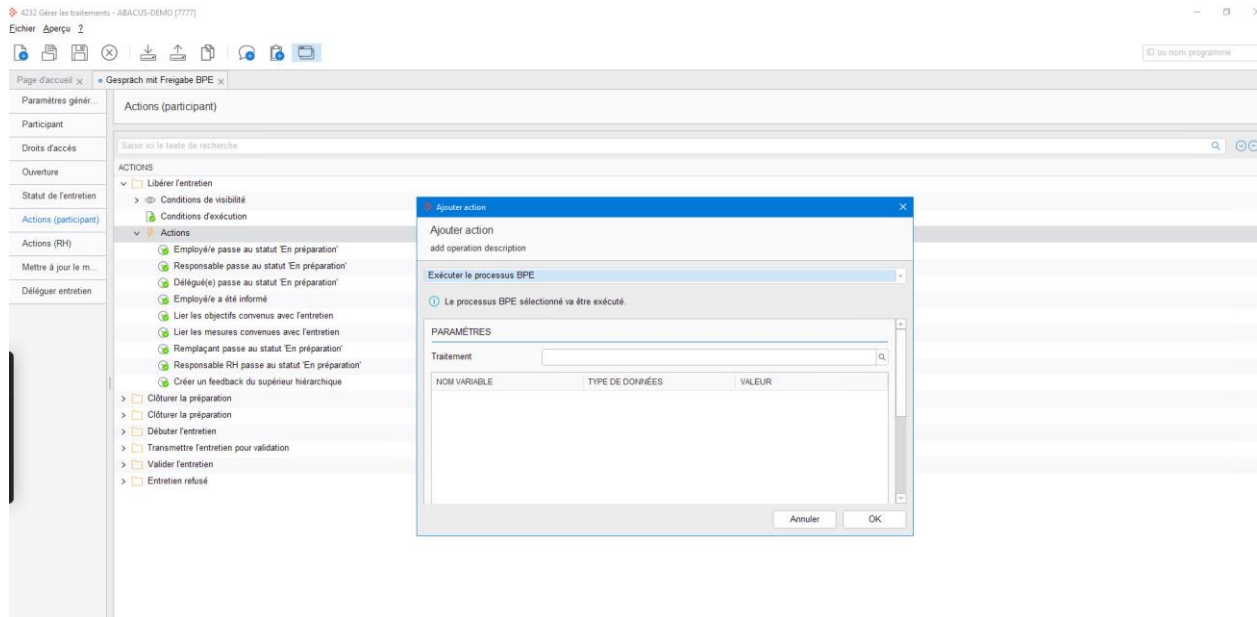 4232 Gérer les traitements - ABACUS-DEMO [7777]
Fichier Aperçu ?
ID ou nom programme
Page d'accueil
Gespräch mit Freigabe BPE
Paramètres génér...
Participant
Droits d'accès
Ouverture
Statut de l'entretien
Actions (participant)
Actions (RH)
Mettre à jour le m...
Déléguer entretien
Actions (participant)
Saisir ici le texte de recherche
ACTIONS
Libérer l'entretien
Conditions de visibilité
Conditions d'exécution
Actions
Employé/e passe au statut 'En préparation'
Responsable passe au statut 'En préparation'
Délégué(e) passe au statut 'En préparation'
Employé/e a été informé
Lier les objectifs convenus avec l'entretien
Lier les mesures convenues avec l'entretien
Remplaçant passe au statut 'En préparation'
Responsable RH passe au statut 'En préparation'
Créer un feedback du supérieur hiérarchique
Clôturer la préparation
Clôturer la préparation
Débuter l'entretien
Transmettre l'entretien pour validation
Valider l'entretien
Entretien refusé
Ajouter action
Ajouter action
add operation description
Exécuter le processus BPE
Le processus BPE sélectionné va être exécuté.
PARAMÈTRES
Traitement
NOM VARIABLE TYPE DE DONNÉES VALEUR
Annuler OK